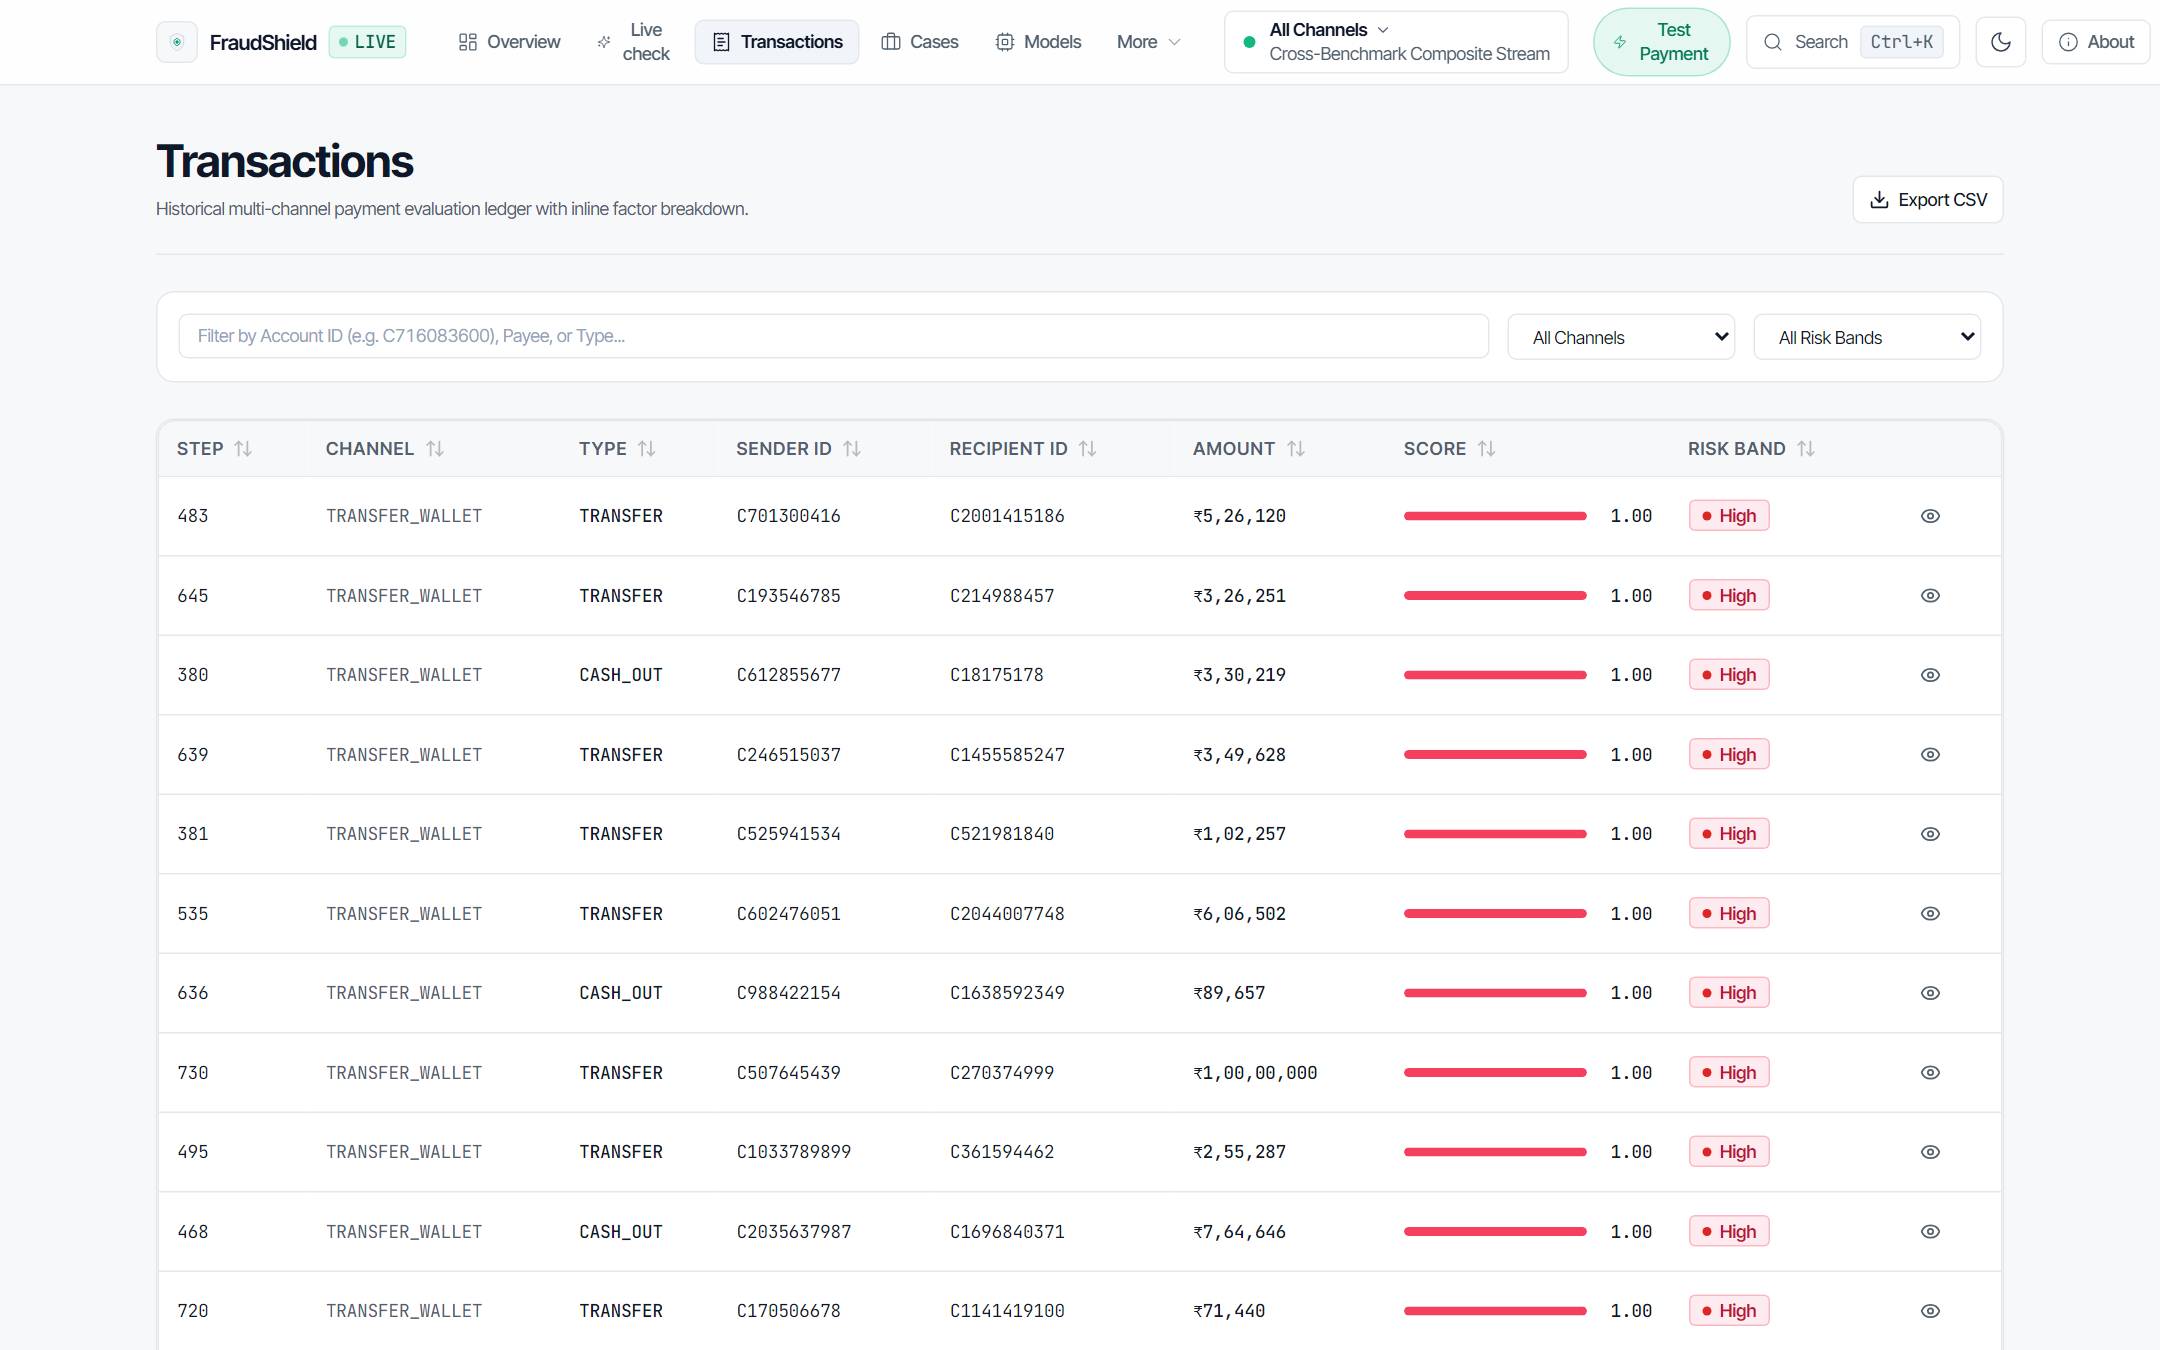 FraudShield LIVE Overview Live check Transactions Cases Models More All Channels Test Payment Search Ctrl+K About
Cross-Benchmark Composite Stream
Transactions
Historical multi-channel payment evaluation ledger with inline factor breakdown.
Export CSV
Filter by Account ID (e.g. C716083600), Payee, or Type... All Channels All Risk Bands
STEP CHANNEL TYPE SENDER ID RECIPIENT ID AMOUNT SCORE RISK BAND
483 TRANSFER_WALLET TRANSFER C701300416 C2001415186 ₹5,26,120 1.00 High
645 TRANSFER_WALLET TRANSFER C193546785 C214988457 ₹3,26,251 1.00 High
380 TRANSFER_WALLET CASH_OUT C612855677 C18175178 ₹3,30,219 1.00 High
639 TRANSFER_WALLET TRANSFER C246515037 C1455585247 ₹3,49,628 1.00 High
381 TRANSFER_WALLET TRANSFER C525941534 C521981840 ₹1,02,257 1.00 High
535 TRANSFER_WALLET TRANSFER C602476051 C2044007748 ₹6,06,502 1.00 High
636 TRANSFER_WALLET CASH_OUT C988422154 C1638592349 ₹89,657 1.00 High
730 TRANSFER_WALLET TRANSFER C507645439 C270374999 ₹1,00,00,000 1.00 High
495 TRANSFER_WALLET TRANSFER C1033789899 C361594462 ₹2,55,287 1.00 High
468 TRANSFER_WALLET CASH_OUT C2035637987 C1696840371 ₹7,64,646 1.00 High
720 TRANSFER_WALLET TRANSFER C170506678 C1141419100 ₹71,440 1.00 High